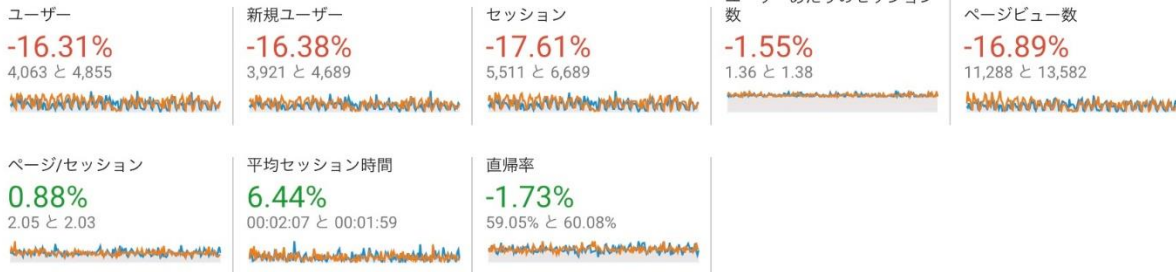 ユーザー
-16.31%
4,063 と 4,855
新規ユーザー
-16.38%
3,921 と 4,689
セッション
-17.61%
5,511 と 6,689
数
-1.55%
1.36 と 1.38
ページビュー数
-16.89%
11,288 と 13,582
ページ/セッション
0.88%
2.05 と 2.03
平均セッション時間
6.44%
00:02:07 と 00:01:59
直帰率
-1.73%
59.05% と 60.08%